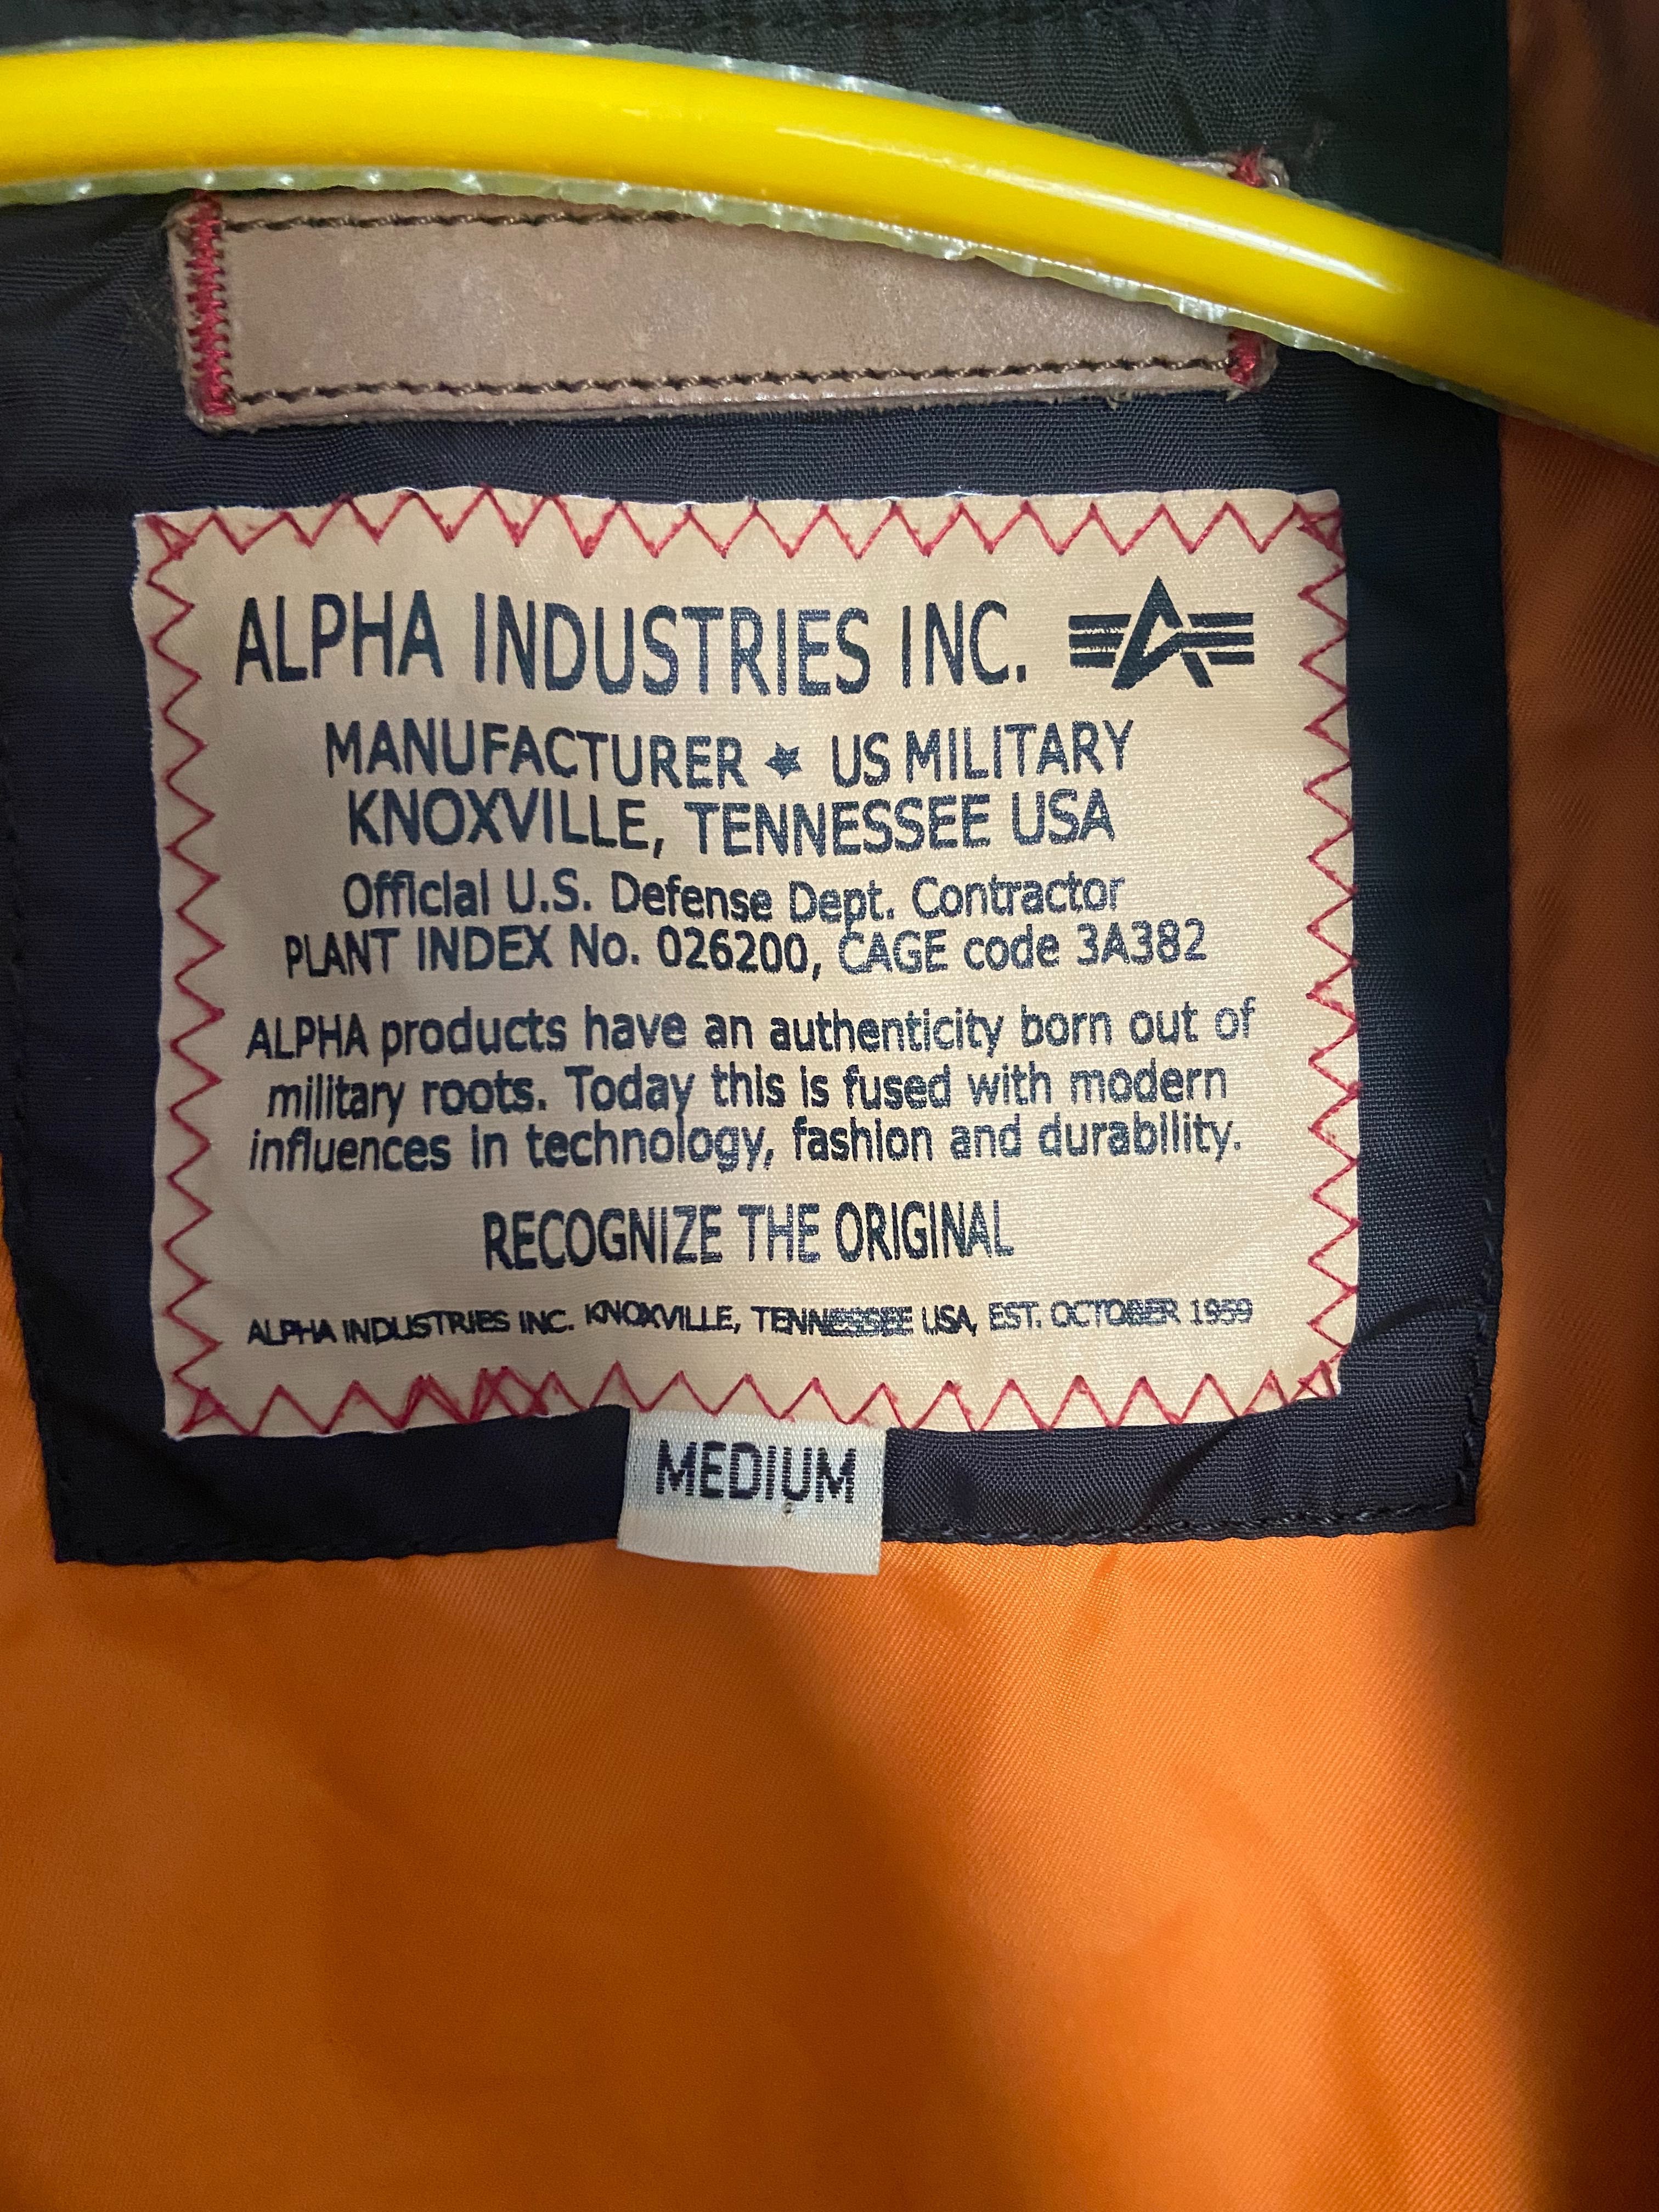 ALPHA INDUSTRIES INC.
MANUFACTURER ★ US MILITARY
KNOXVILLE, TENNESSEE USA
Official U.S. Defense Dept. Contractor
PLANT INDEX No. 026200, CAGE code 3A382
ALPHA products have an authenticity born out of
military roots. Today this is fused with modern
influences in technology, fashion and durability.
RECOGNIZE THE ORIGINAL
ALPHA INDUSTRIES INC. KNOXVILLE, TENNESSEE USA, EST. OCTOBER 1959
MEDIUM